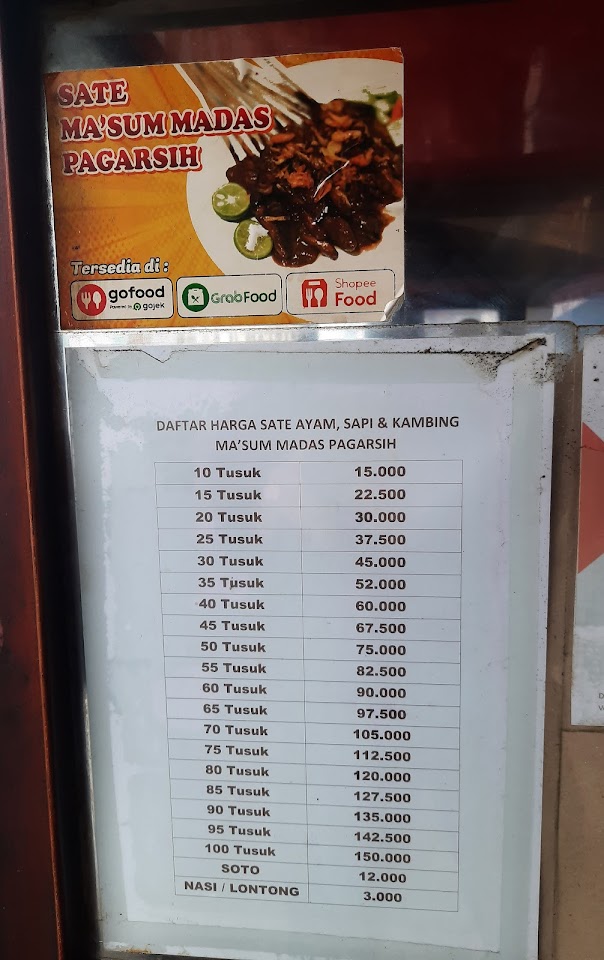 SATE
MA'SUM MADAS
PAGARSIH
Tersedia di :
gofood
Powered by gojek
GrabFood
Shopee
Food
DAFTAR HARGA SATE AYAM, SAPI & KAMBING
MA'SUM MADAS PAGARSIH
10 Tusuk 15.000
15 Tusuk 22.500
20 Tusuk 30.000
25 Tusuk 37.500
30 Tusuk 45.000
35 Tusuk 52.000
40 Tusuk 60.000
45 Tusuk 67.500
50 Tusuk 75.000
55 Tusuk 82.500
60 Tusuk 90.000
65 Tusuk 97.500
70 Tusuk 105.000
75 Tusuk 112.500
80 Tusuk 120.000
85 Tusuk 127.500
90 Tusuk 135.000
95 Tusuk 142.500
100 Tusuk 150.000
SOTO 12.000
NASI / LONTONG 3.000